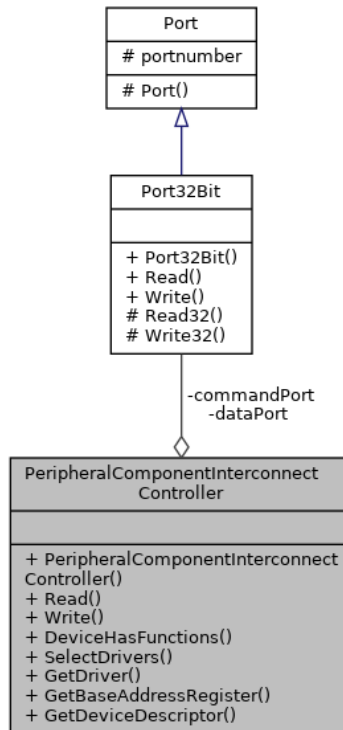 Port
# portnumber
# Port()
Port32Bit
+ Port32Bit()
+ Read()
+ Write()
# Read32()
# Write32()
-commandPort
-dataPort
PeripheralComponentInterconnect
Controller
+ PeripheralComponentInterconnect
Controller()
+ Read()
+ Write()
+ DeviceHasFunctions()
+ SelectDrivers()
+ GetDriver()
+ GetBaseAddressRegister()
+ GetDeviceDescriptor()